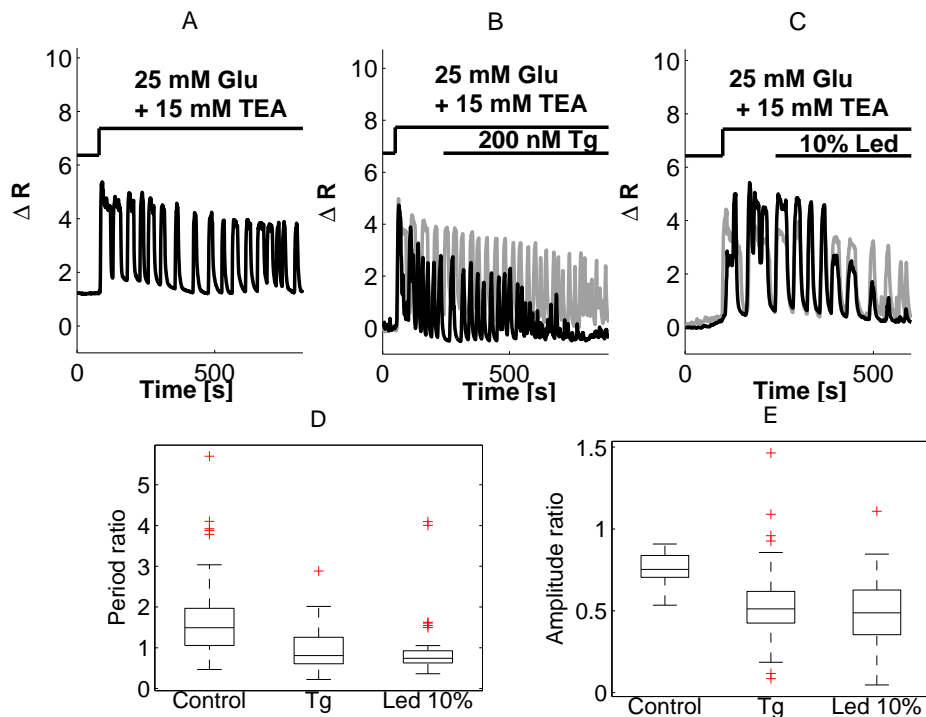 A
10
8
6
4
2
0
25 mM Glu
+ 15 mM TEA
Δ R
0
500
Time [s]
B
10
8
6
4
2
0
25 mM Glu
+ 15 mM TEA
200 nM Tg
Δ R
0
500
Time [s]
C
10
8
6
4
2
0
25 mM Glu
+ 15 mM TEA
10% Led
Δ R
0
500
Time [s]
D
5
4
3
2
1
0
Period ratio
Control
Tg
Led 10%
E
1.5
1
0.5
0
Amplitude ratio
Control
Tg
Led 10%